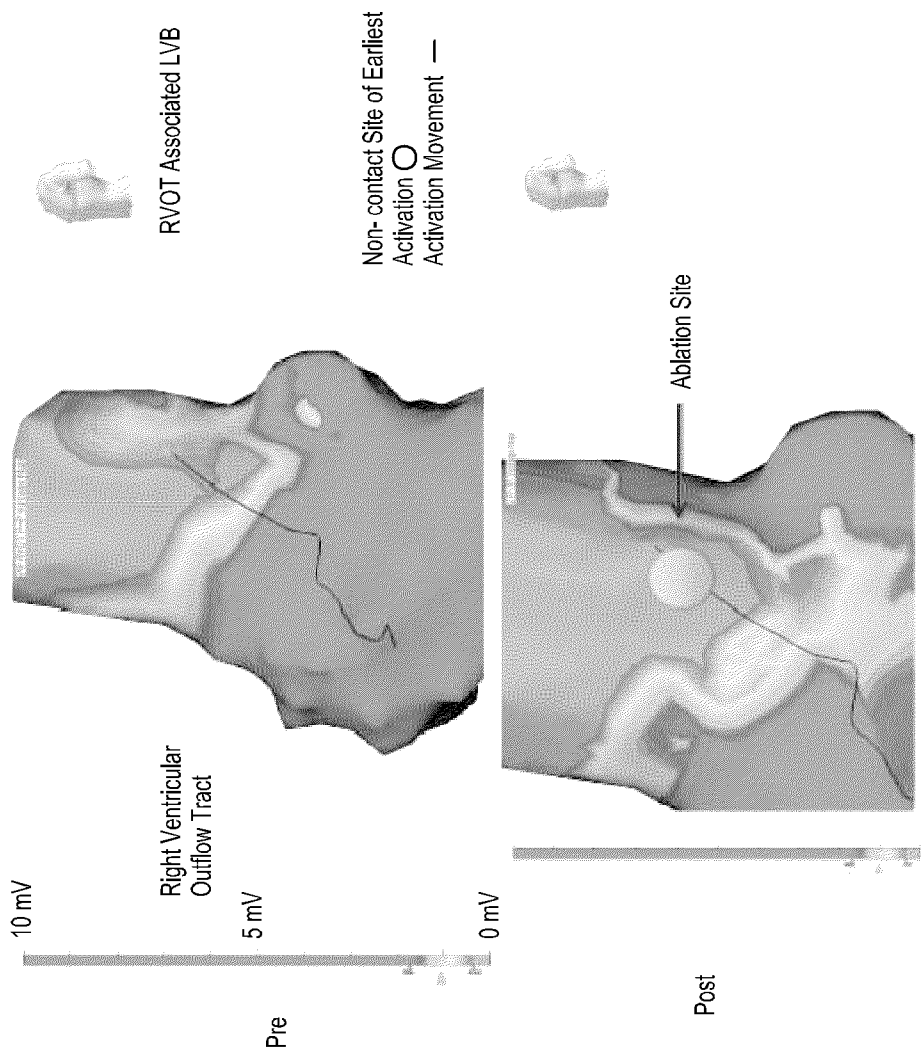 Pre
10 mV
5 mV
0 mV
Right Ventricular
Outflow Tract
RVOT Associated LVB
Non- contact Site of Earliest
Activation
Activation Movement
Post
Ablation Site